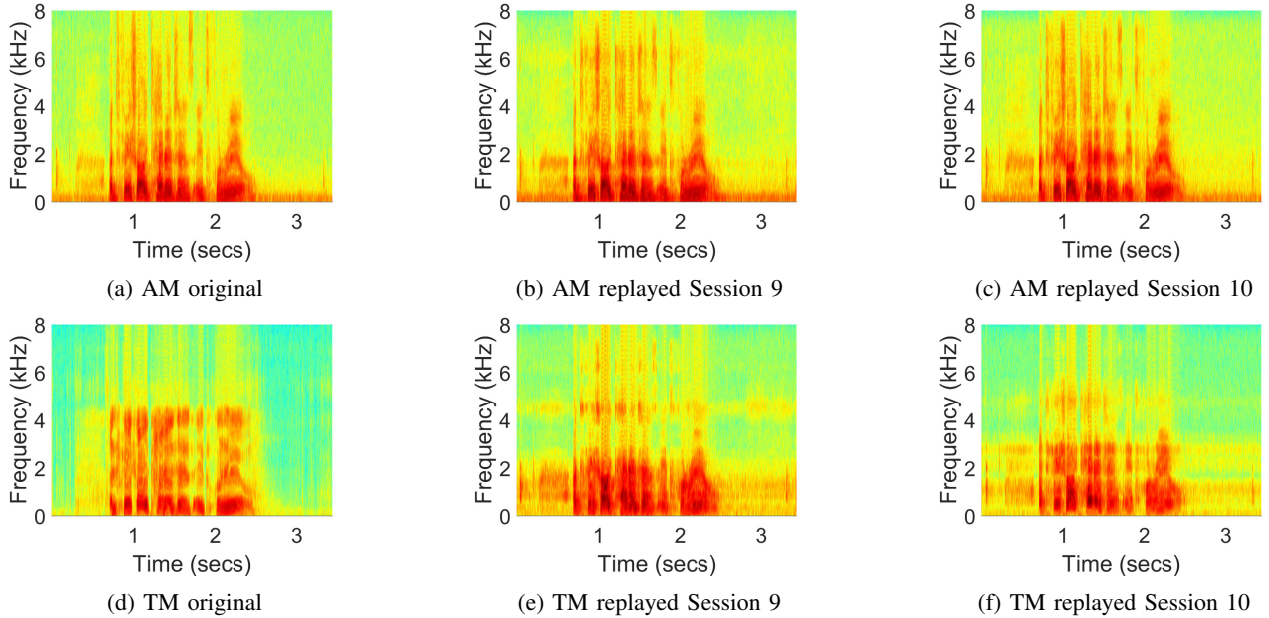 8
6
4
2
0
Frequency (kHz)
1 2 3
Time (secs)
(a) AM original
8
6
4
2
0
Frequency (kHz)
1 2 3
Time (secs)
(b) AM replayed Session 9
8
6
4
2
0
Frequency (kHz)
1 2 3
Time (secs)
(c) AM replayed Session 10
8
6
4
2
0
Frequency (kHz)
1 2 3
Time (secs)
(d) TM original
8
6
4
2
0
Frequency (kHz)
1 2 3
Time (secs)
(e) TM replayed Session 9
8
6
4
2
0
Frequency (kHz)
1 2 3
Time (secs)
(f) TM replayed Session 10